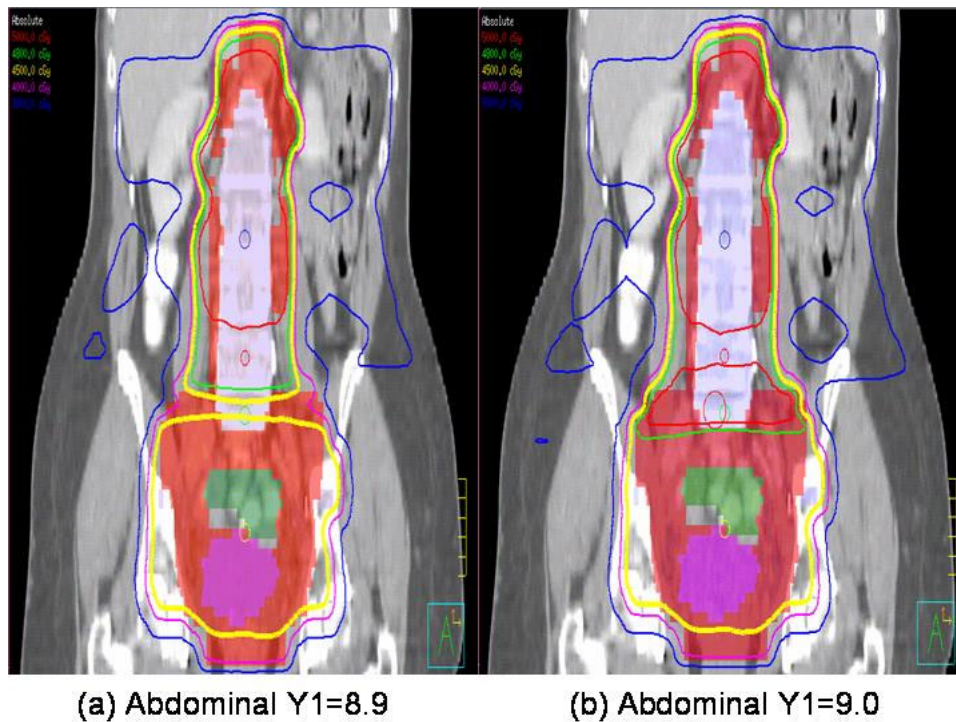 Absolute
5000.0 cGy
4800.0 cGy
4500.0 cGy
4000.0 cGy
Absolute
5000.0 cGy
4800.0 cGy
4500.0 cGy
4000.0 cGy
A
A
(a) Abdominal Y1=8.9
(b) Abdominal Y1=9.0